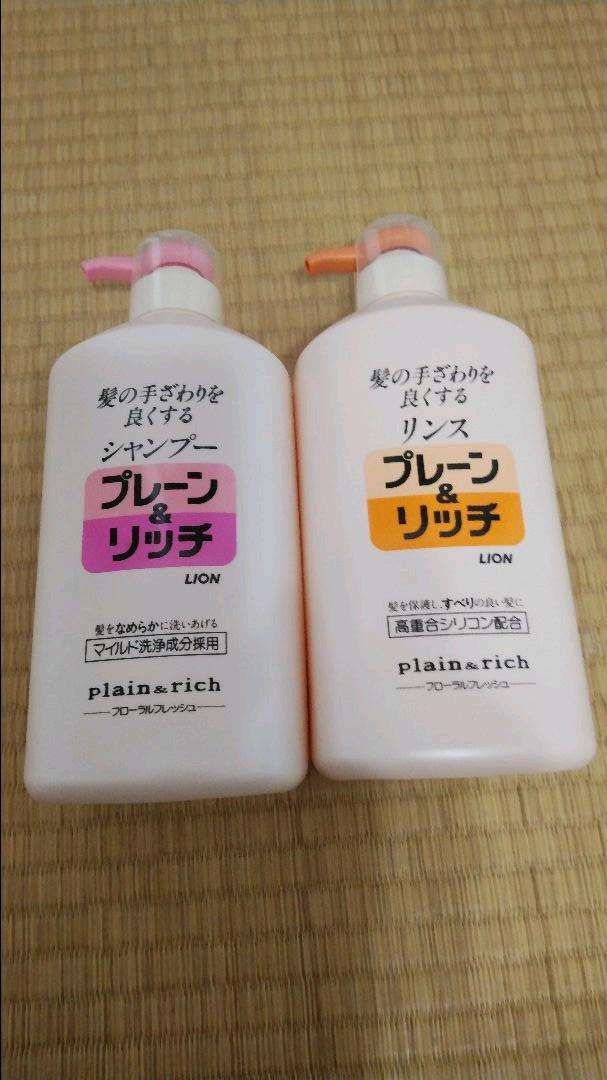 髪の手ざわりを
良くする
シャンプー
プレーン
&
リッチ
LION
髪をなめらかに洗いあげる
マイルド洗浄成分採用
plain & rich
フローラルフレッシュ
髪の手ざわりを
良くする
リンス
プレーン
&
リッチ
LION
髪を保護し、すべりの良い髪に
高重合シリコン配合
plain & rich
フローラルフレッシュ